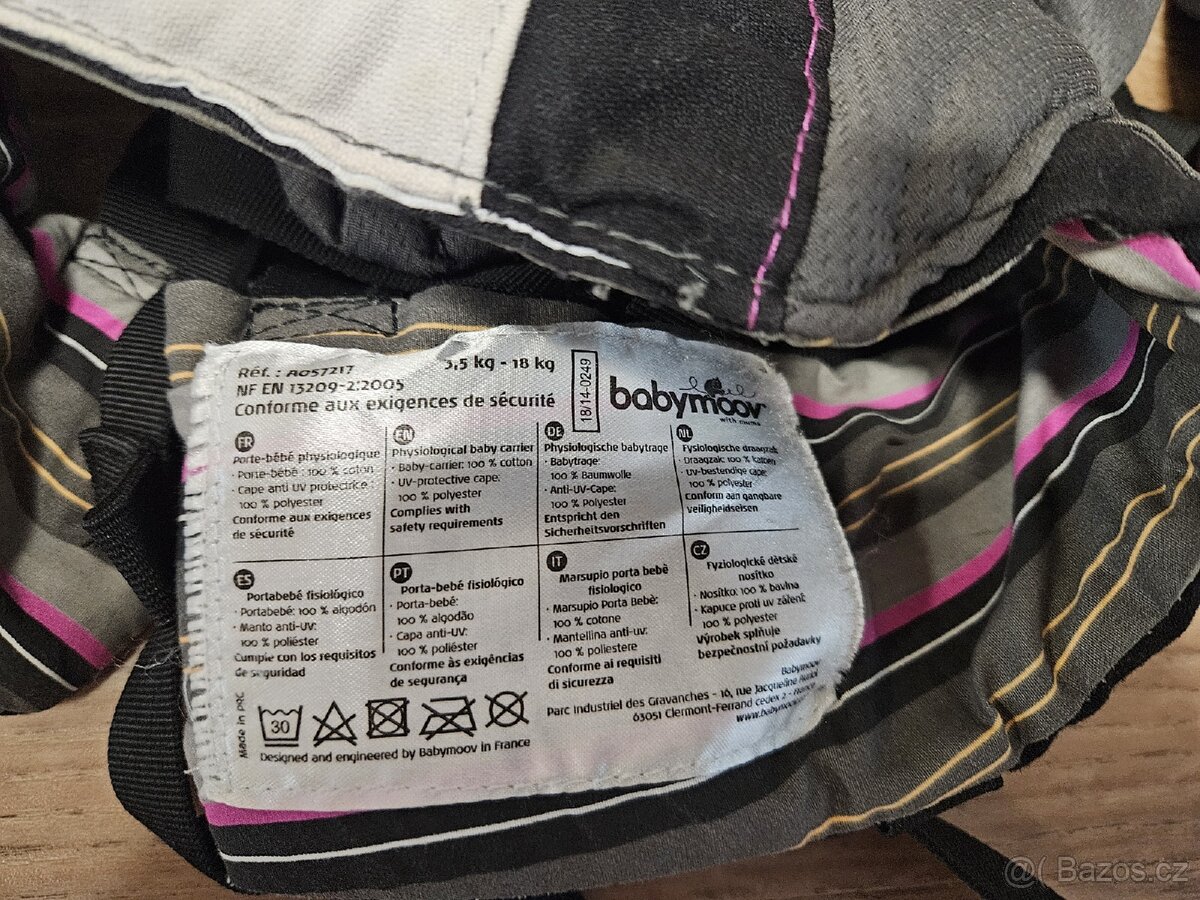 Réf. : A057217
3,5 kg - 18 kg
NF EN 13209-2:2005
Conforme aux exigences de sécurité
18/14-0249
babymoov
with mums
FR
Porte-bébé physiologique
· Porte-bébé : 100 % coton
· Cape anti UV protectrice :
100 % polyester
Conforme aux exigences
de sécurité
EN
Physiological baby carrier
· Baby-carrier: 100 % cotton
· UV-protective cape:
100 % polyester
Complies with
safety requirements
DE
Physiologische babytrage
· Babytrage:
100 % Baumwolle
· Anti-UV-Cape:
100 % Polyester
Entspricht den
Sicherheitsvorschriften
NL
Fysiologische draagzak
· Draagzak: 100 % katoen
· UV-bestendige cape:
100 % polyester
Conform aan gangbare
veiligheidseisen
ES
Portabebé fisiológico
· Portabebé: 100 % algodón
· Manto anti-UV:
100 % poliéster
Cumple con los requisitos
de seguridad
PT
Porta-bebé fisiológico
· Porta-bebé:
100 % algodão
· Capa anti-UV:
100 % poliéster
Conforme às exigências
de segurança
IT
Marsupio porta bebè
fisiologico
· Marsupio Porta Bebè:
100 % cotone
· Mantellina anti-uv:
100 % poliestere
Conforme ai requisiti
di sicurezza
CZ
Fyziologické dětské
nosítko
· Nosítko: 100 % bavlna
· Kapuce proti uv záření:
100 % polyester
Výrobek splňuje
bezpečnostní požadavky
Made in PRC
30
Designed and engineered by Babymoov in France
Babymoov
Parc Industriel des Gravanches - 16, rue Jacqueline Auriol
63051 Clermont-Ferrand cedex 2 - France
www.babymoov
@( Bazos.cz